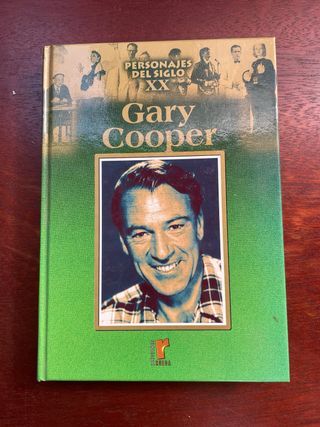 PERSONAJES
DEL SIGLO
XX
Gary
Cooper
r